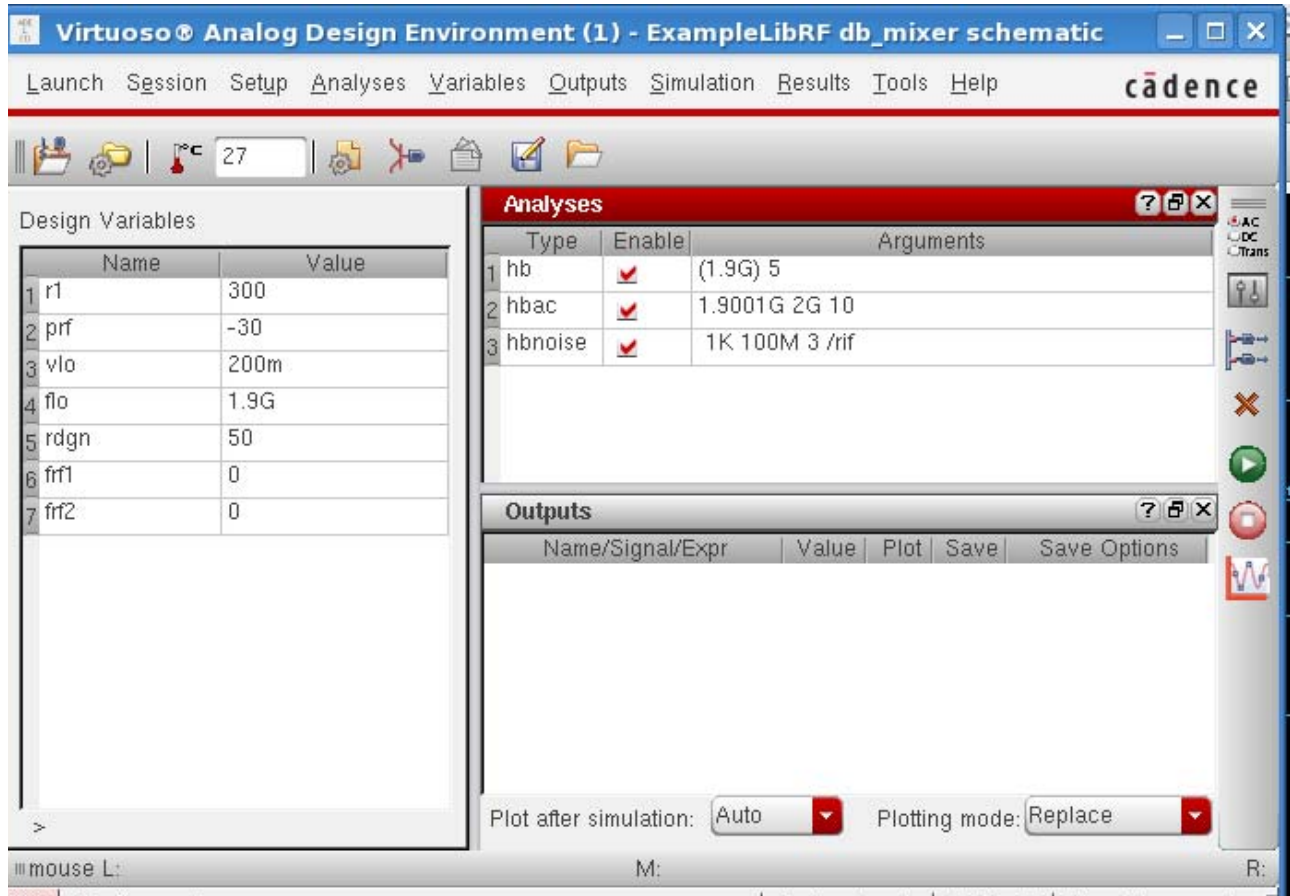 Virtuoso® Analog Design Environment (1) - ExampleLibRF db_mixer schematic
Launch Session Setup Analyses Variables Outputs Simulation Results Tools Help cādence
°C 27
Design Variables
Name Value
1 r1 300
2 prf -30
3 vlo 200m
4 flo 1.9G
5 rdgn 50
6 frf1 0
7 frf2 0
>
Analyses
Type Enable Arguments
1 hb (1.9G) 5
2 hbac 1.9001G 2G 10
3 hbnoise 1K 100M 3 /rif
Outputs
Name/Signal/Expr Value Plot Save Save Options
Plot after simulation: Auto Plotting mode: Replace
AC
DC
Trans
mouse L: M: R: